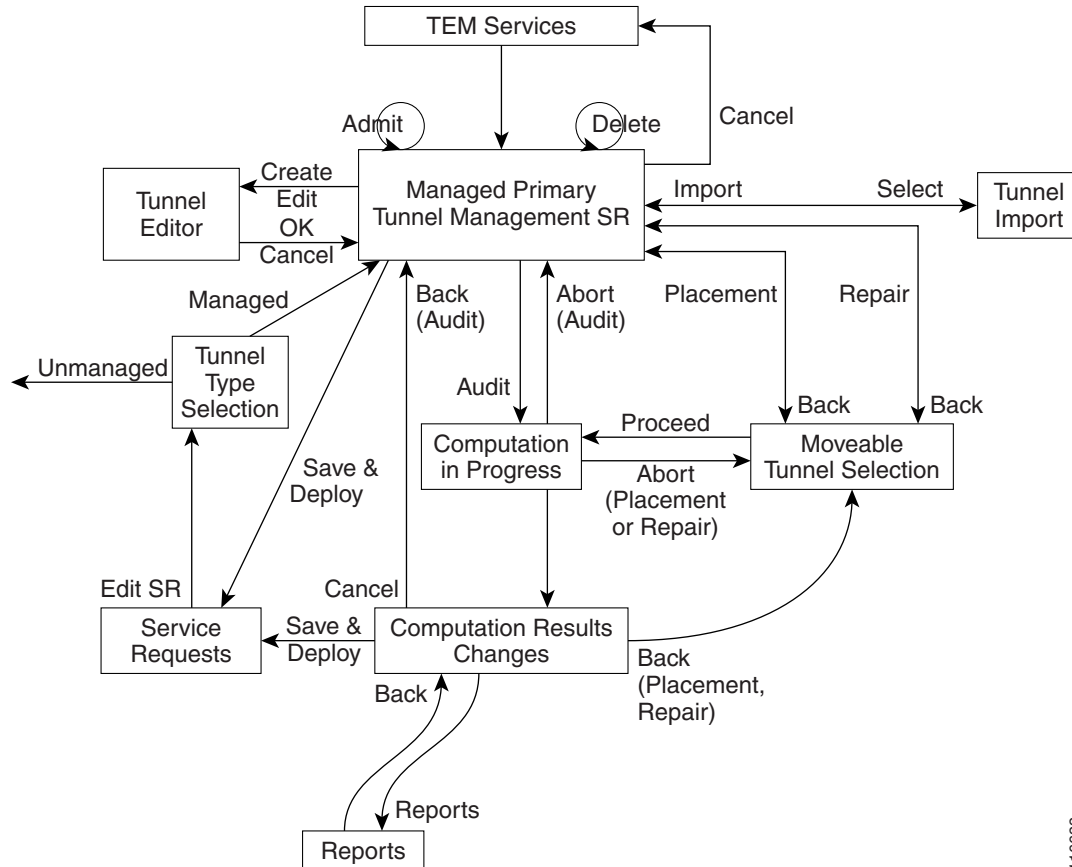 TEM Services
Cancel
Admit
Delete
Create
Edit
OK
Cancel
Tunnel
Editor
Managed Primary
Tunnel Management SR
Import
Select
Tunnel
Import
Managed
Back
(Audit)
Abort
(Audit)
Placement
Repair
Unmanaged
Tunnel
Type
Selection
Audit
Back
Back
Proceed
Computation
in Progress
Moveable
Tunnel Selection
Abort
(Placement
or Repair)
Save &
Deploy
Edit SR
Cancel
Service
Requests
Save &
Deploy
Computation Results
Changes
Back
(Placement,
Repair)
Back
Reports
Reports